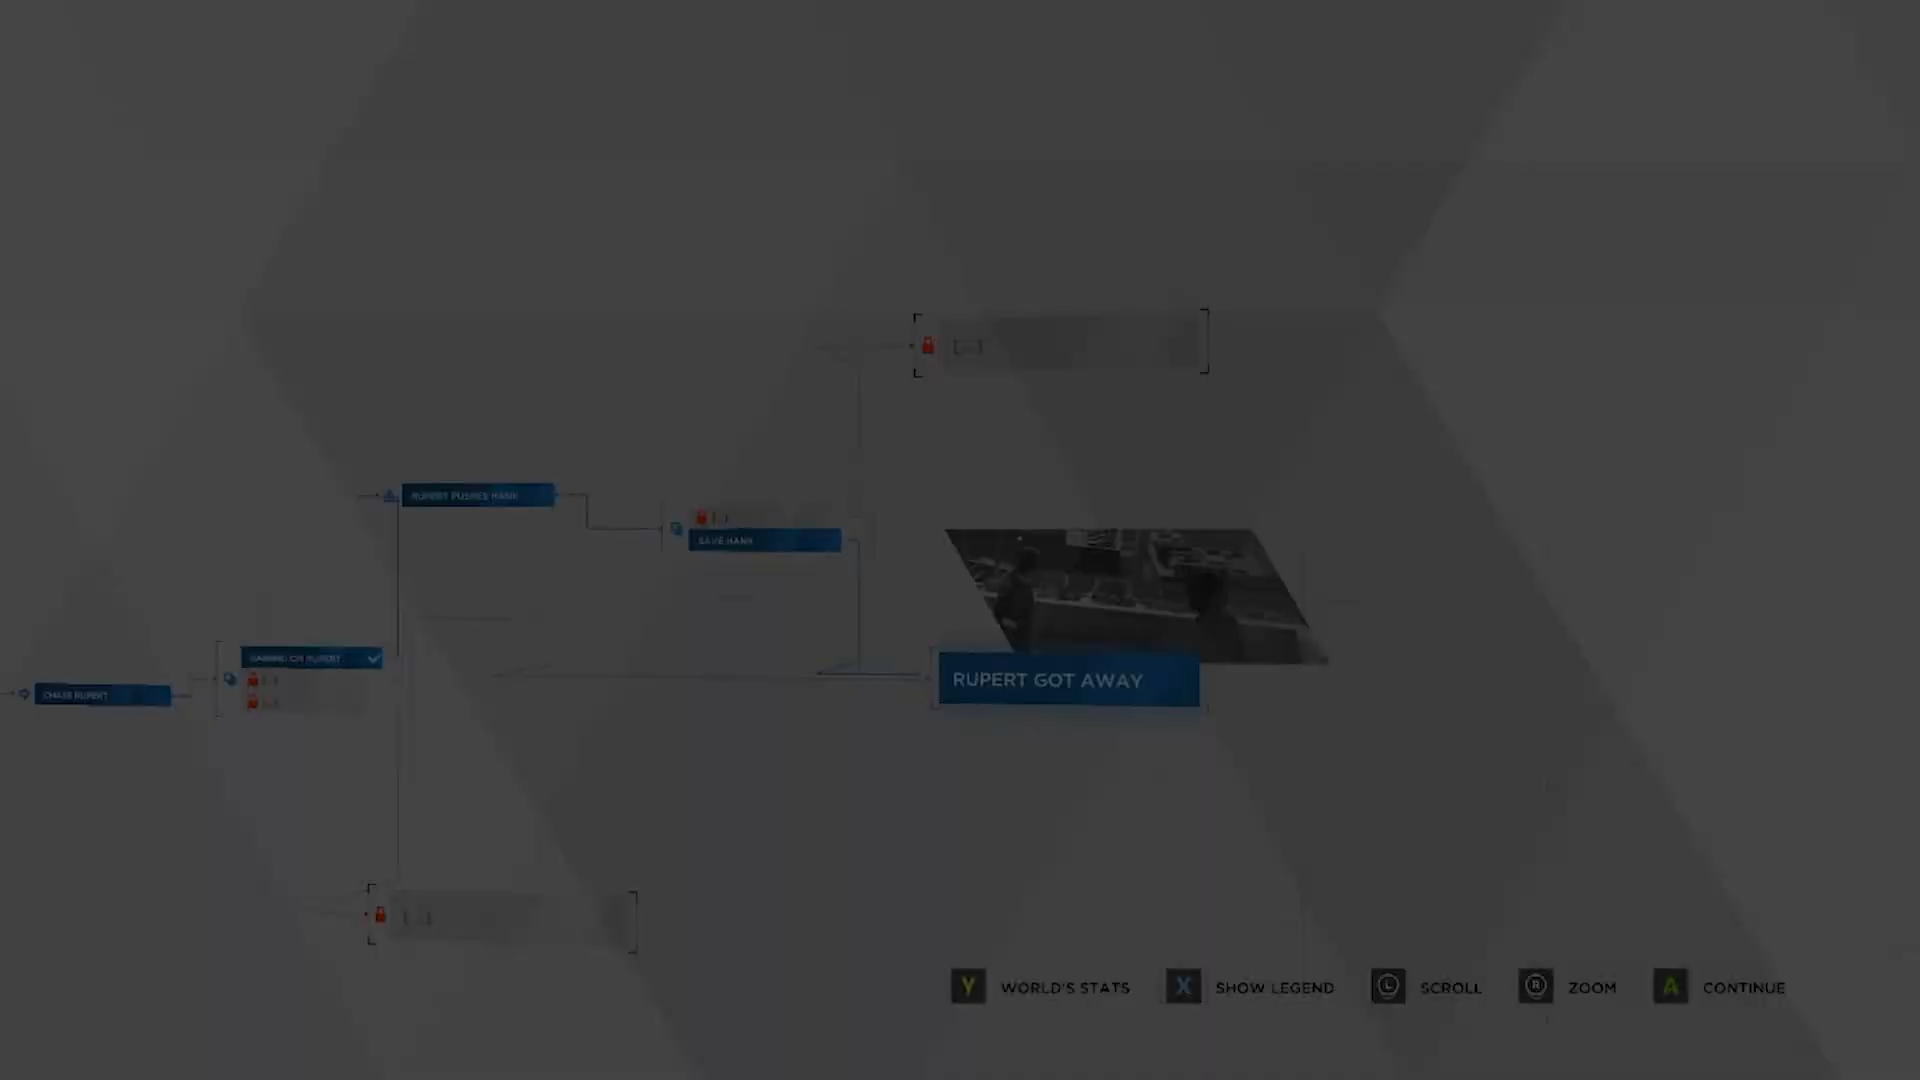 RUPERT PUSHES HANK
SAVE HANK
GAINING ON RUPERT
CHASE RUPERT
RUPERT GOT AWAY
Y WORLD'S STATS X SHOW LEGEND L SCROLL R ZOOM A CONTINUE